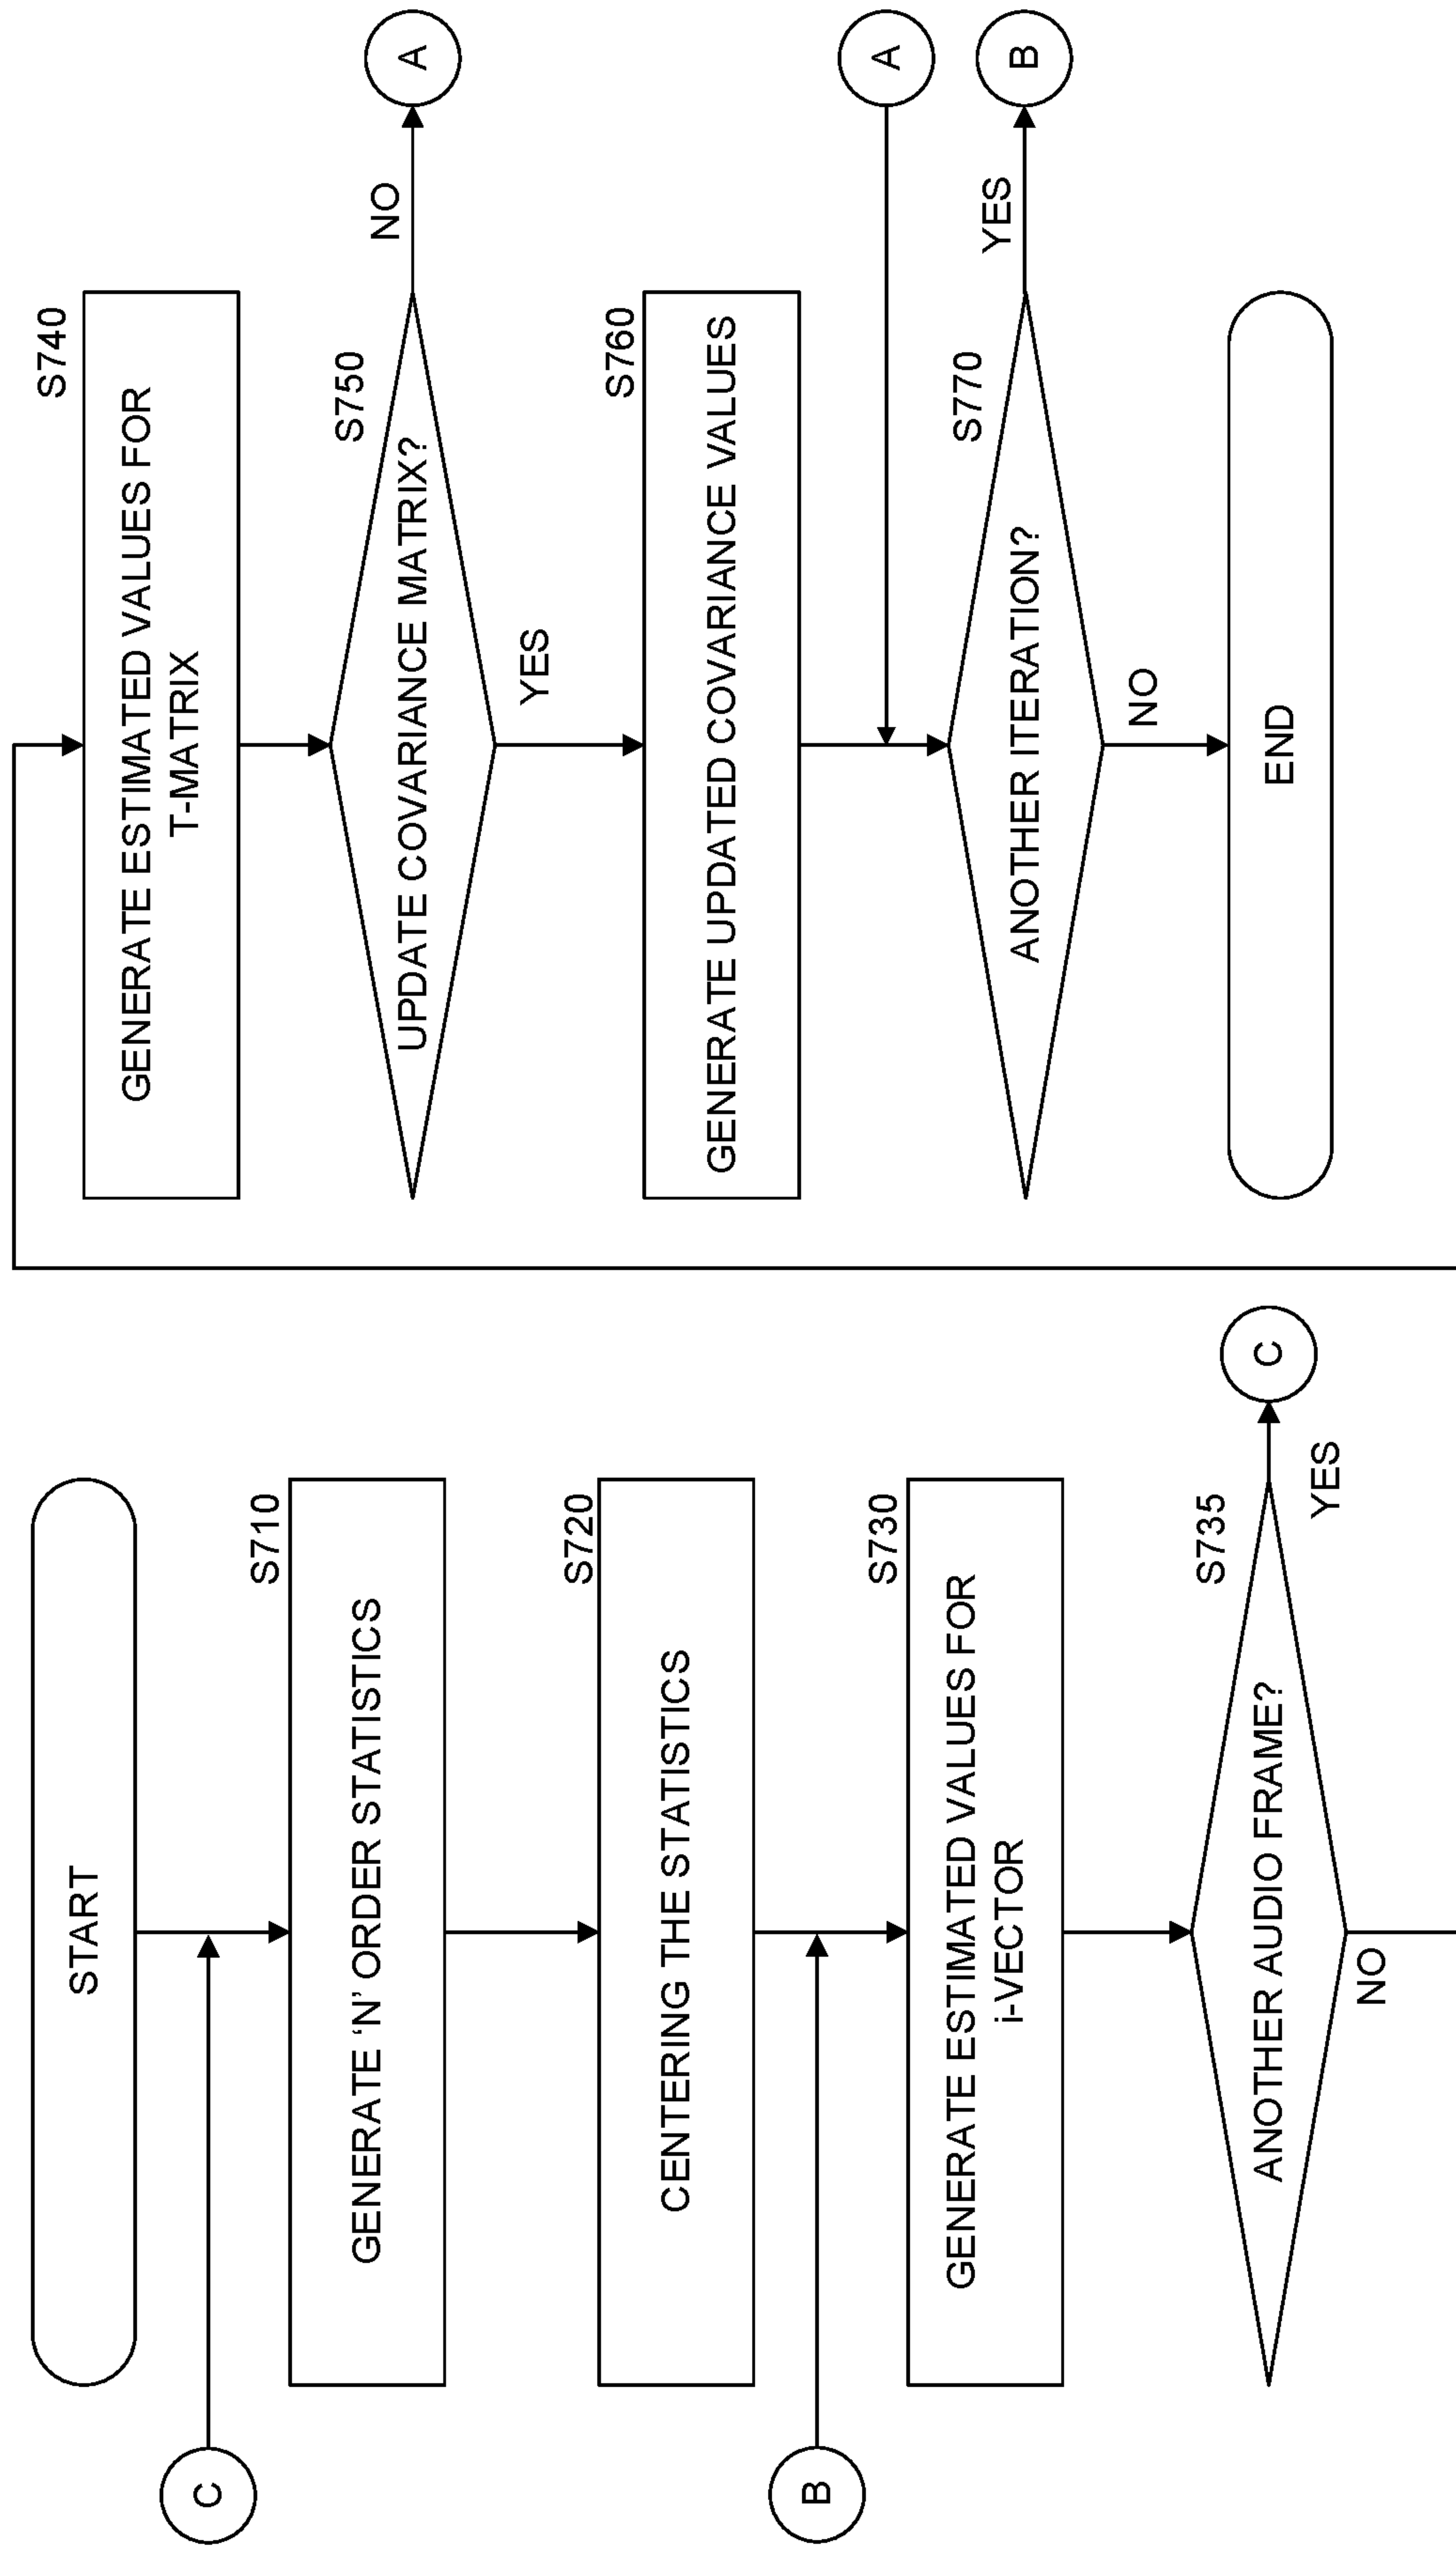 START
C
S710
GENERATE ‘N’ ORDER STATISTICS
S720
CENTERING THE STATISTICS
B
S730
GENERATE ESTIMATED VALUES FOR
i-VECTOR
S735
ANOTHER AUDIO FRAME?
YES
C
NO
S740
GENERATE ESTIMATED VALUES FOR
T-MATRIX
S750
UPDATE COVARIANCE MATRIX?
NO
A
YES
S760
GENERATE UPDATED COVARIANCE VALUES
A
S770
ANOTHER ITERATION?
YES
B
NO
END